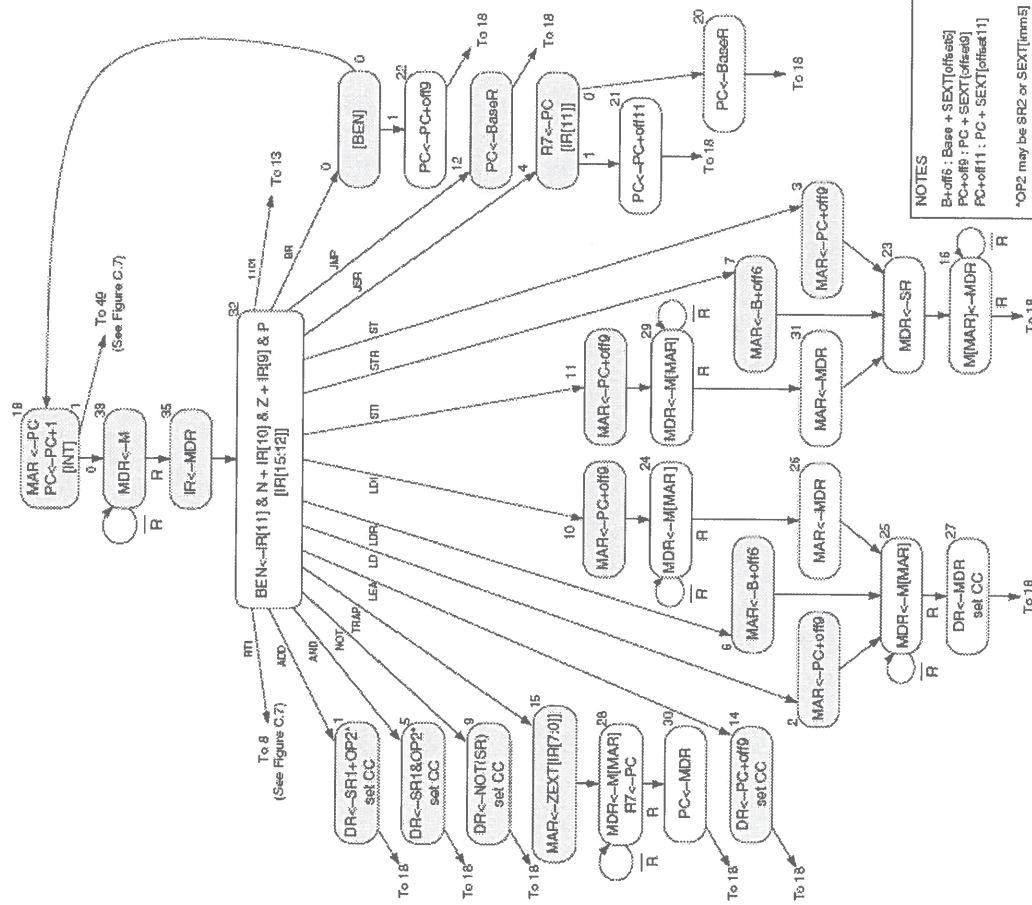 18
MAR <-PC
PC<-PC+1
[INT]
0
1
To 49
(See Figure C.7)
33
MDR<-M
R
R
35
IR<-MDR
32
BEN<-IR[11] & N + IR[10] & Z + IR[9] & P
[IR[15:12]]
RTI
ADD
AND
NOT
TRAP
LEA
LD
LDR
LDI
STI
STR
ST
JSR
JMP
BR
1101
To 8
(See Figure C.7)
To 13
1
DR<-SR1+OP2*
set CC
To 18
5
DR<-SR1&OP2*
set CC
To 18
9
DR<-NOT(SR)
set CC
To 18
15
MAR<-ZEXT[IR[7:0]]
28
MDR<-M[MAR]
R7<-PC
R
R
30
PC<-MDR
To 18
14
DR<-PC+off9
set CC
To 18
2
MAR<-PC+off9
6
MAR<-B+off6
10
MAR<-PC+off9
24
MDR<-M[MAR]
R
R
26
MAR<-MDR
25
MDR<-M[MAR]
R
R
27
DR<-MDR
set CC
To 18
11
MAR<-PC+off9
29
MDR<-M[MAR]
R
R
31
MAR<-MDR
7
MAR<-B+off6
3
MAR<-PC+off9
23
MDR<-SR
16
M[MAR]<-MDR
R
R
To 18
0
[BEN]
0
1
22
PC<-PC+off9
To 18
12
PC<-BaseR
To 18
4
R7<-PC
[IR[11]]
0
1
21
PC<-PC+off11
To 18
20
PC<-BaseR
To 18
NOTES
B+off6 : Base + SEXT[offset6]
PC+off9 : PC + SEXT[offset9]
PC+off11 : PC + SEXT[offset11]
*OP2 may be SR2 or SEXT[imm5]